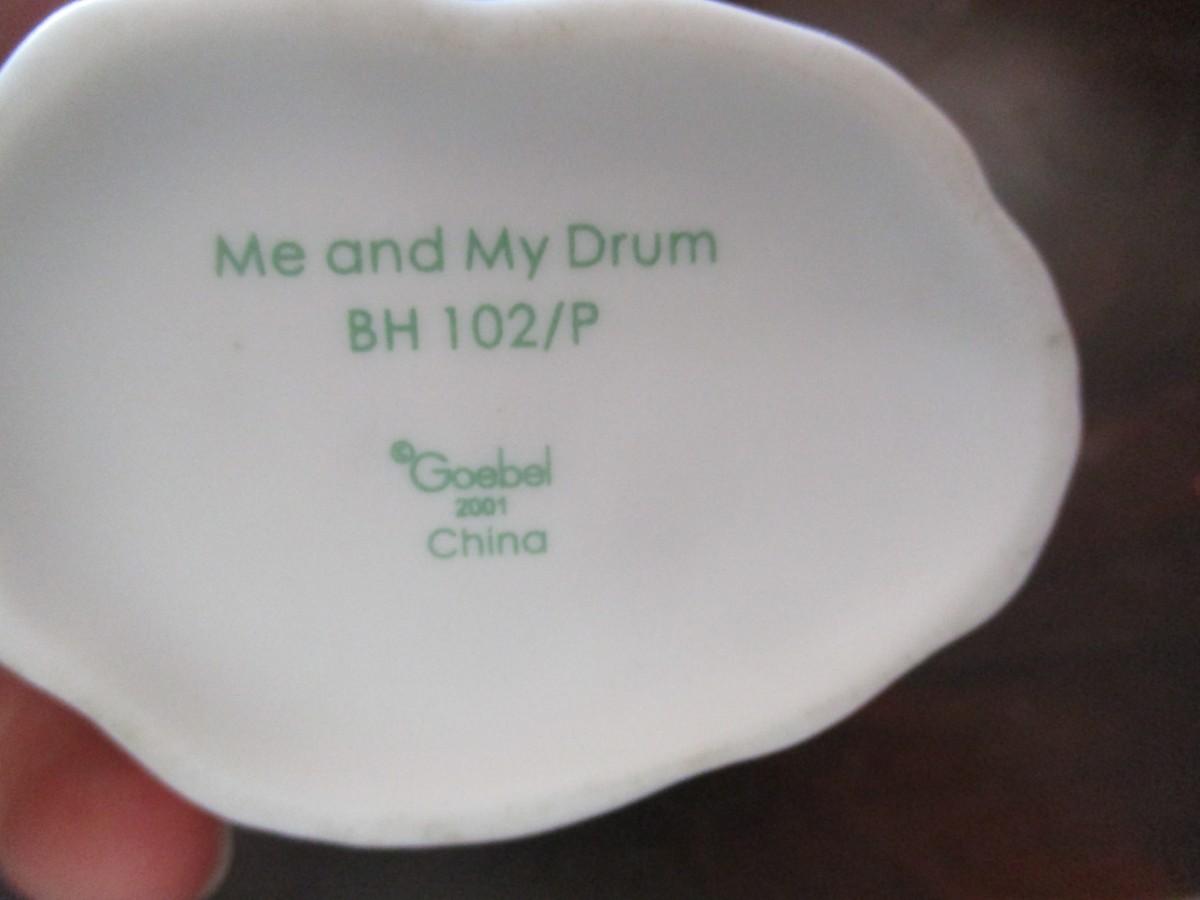 Me and My Drum
BH 102/P
©Goebel
2001
China